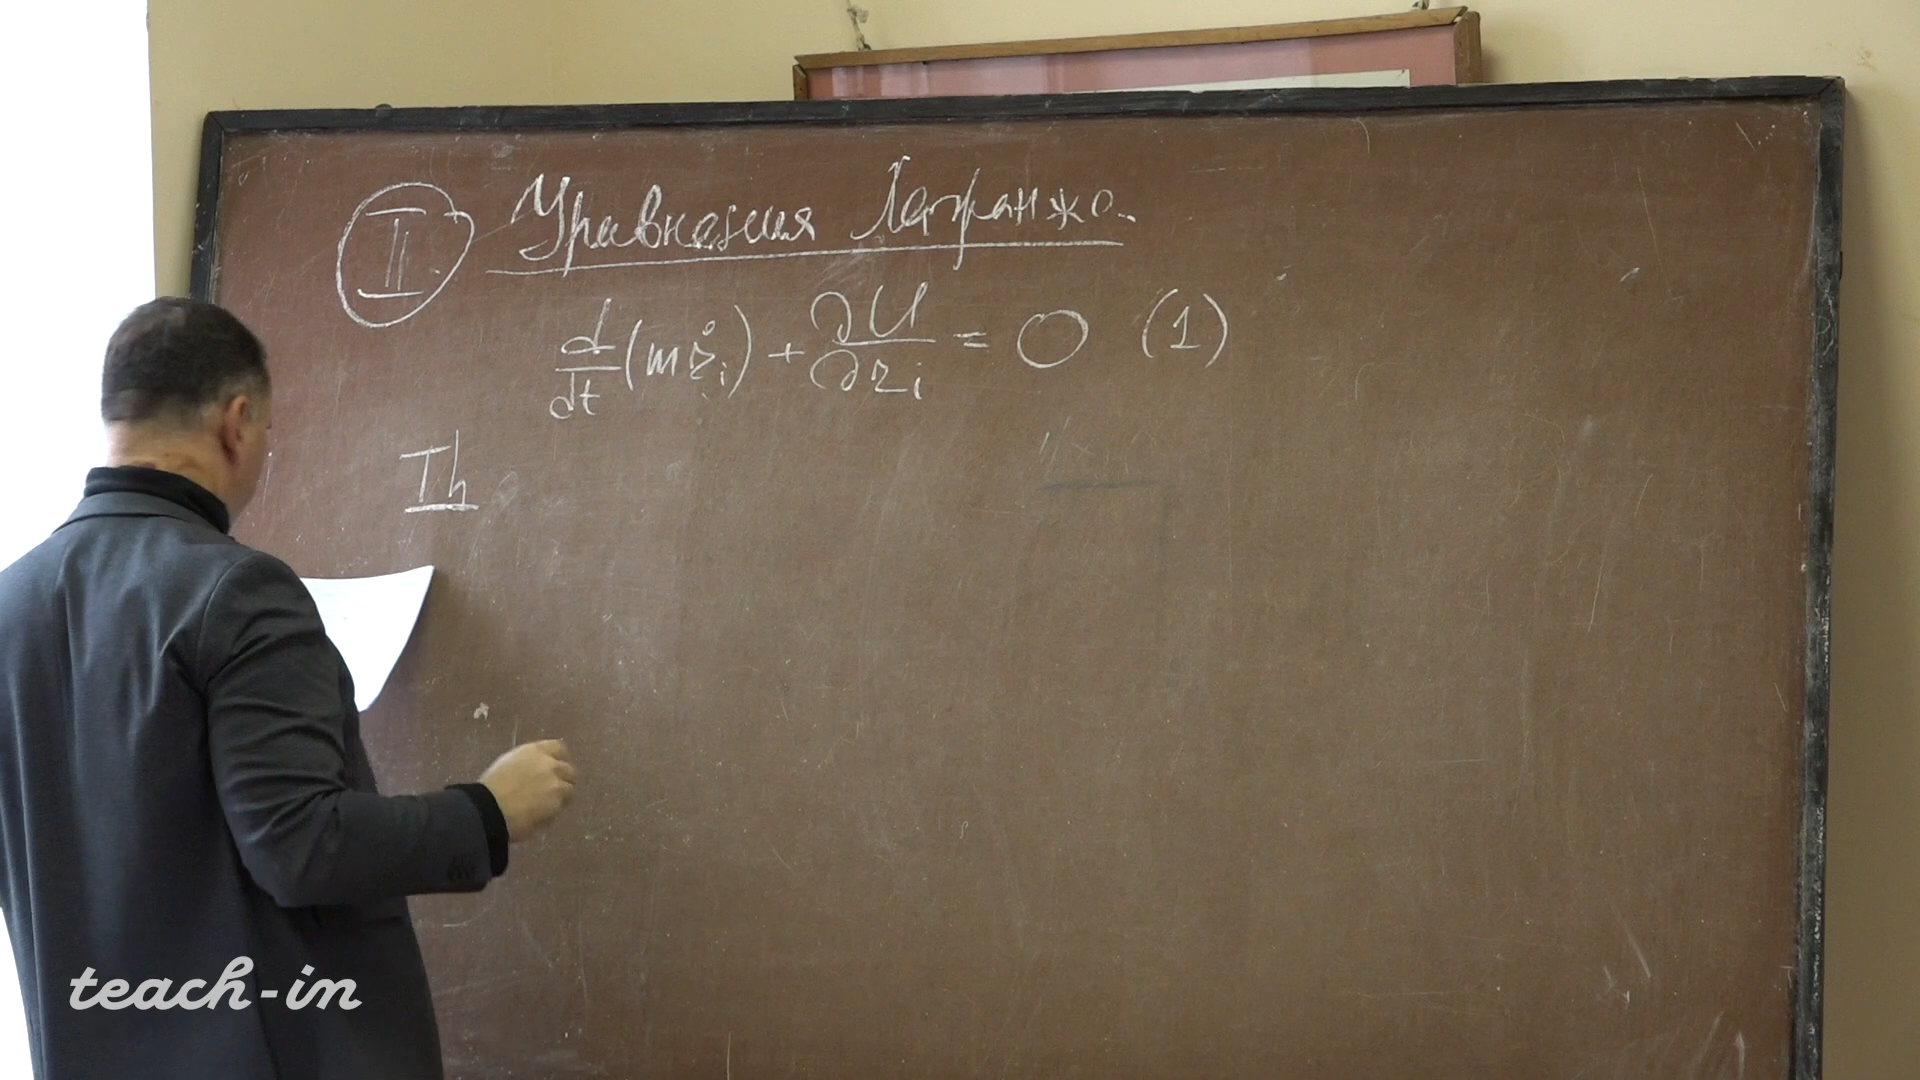 II Уравнения Лагранжа.
d/dt (m ṙ_i) + ∂U/∂r_i = 0 (1)
Th
teach-in